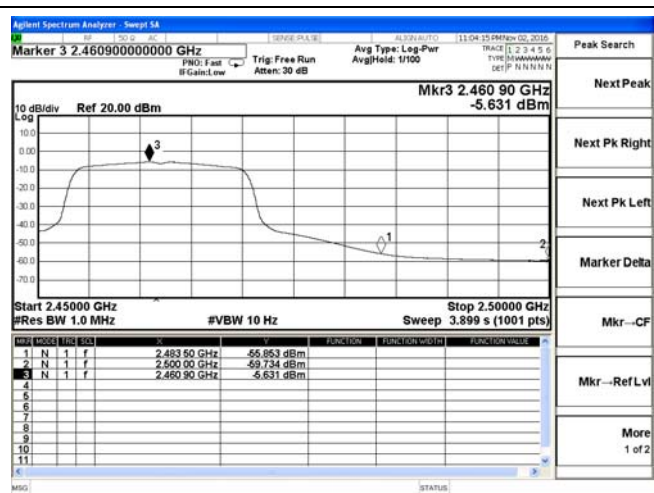 Agilent Spectrum Analyzer - Swept SA
RF 50 Ω AC SENSE:PULSE ALIGNAUTO 11:04:15 PM Nov 02, 2016
Marker 3 2.460900000000 GHz
PNO: Fast
IFGain:Low
Trig: Free Run
Atten: 30 dB
Avg Type: Log-Pwr
Avg|Hold: 1/100
TRACE 1 2 3 4 5 6
TYPE
DET P N N N N N
Peak Search
Mkr3 2.460 90 GHz
-5.631 dBm
10 dB/div Ref 20.00 dBm
Log
10.0
0.00
-10.0
-20.0
-30.0
-40.0
-50.0
-60.0
-70.0
3
1
2
Start 2.45000 GHz Stop 2.50000 GHz
#Res BW 1.0 MHz #VBW 10 Hz Sweep 3.899 s (1001 pts)
MKR MODE TRC SCL X Y FUNCTION FUNCTION WIDTH FUNCTION VALUE
1 N 1 f 2.483 50 GHz -55.853 dBm
2 N 1 f 2.500 00 GHz -59.734 dBm
3 N 1 f 2.460 90 GHz -5.631 dBm
4
5
6
7
8
9
10
11
MSG STATUS
Next Peak
Next Pk Right
Next Pk Left
Marker Delta
Mkr→CF
Mkr→Ref Lvl
More
1 of 2